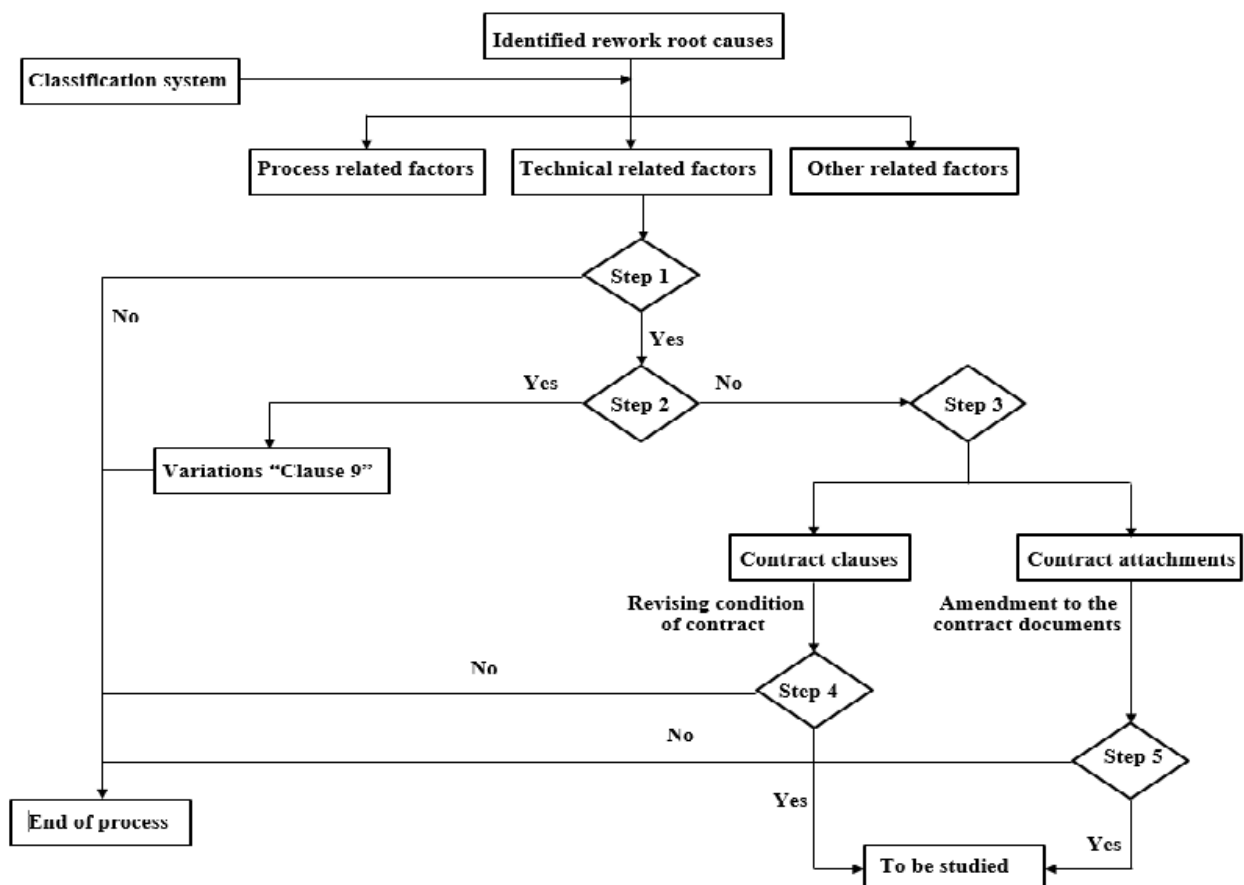 Identified rework root causes
Classification system
Process related factors
Technical related factors
Other related factors
Step 1
No
Yes
Yes
No
Step 2
Step 3
Variations “Clause 9”
Contract clauses
Contract attachments
Revising condition
of contract
Amendment to the
contract documents
No
Step 4
No
Step 5
Yes
End of process
Yes
To be studied